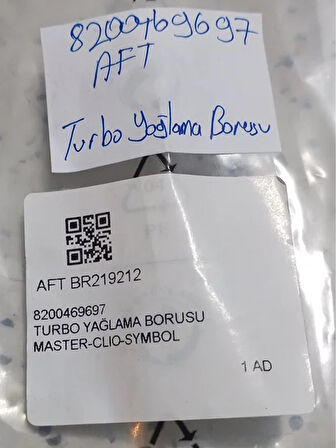 8200469697
AFT
Turbo Yağlama Borusu
AFT BR219212
8200469697
TURBO YAĞLAMA BORUSU
MASTER-CLIO-SYMBOL
1 AD